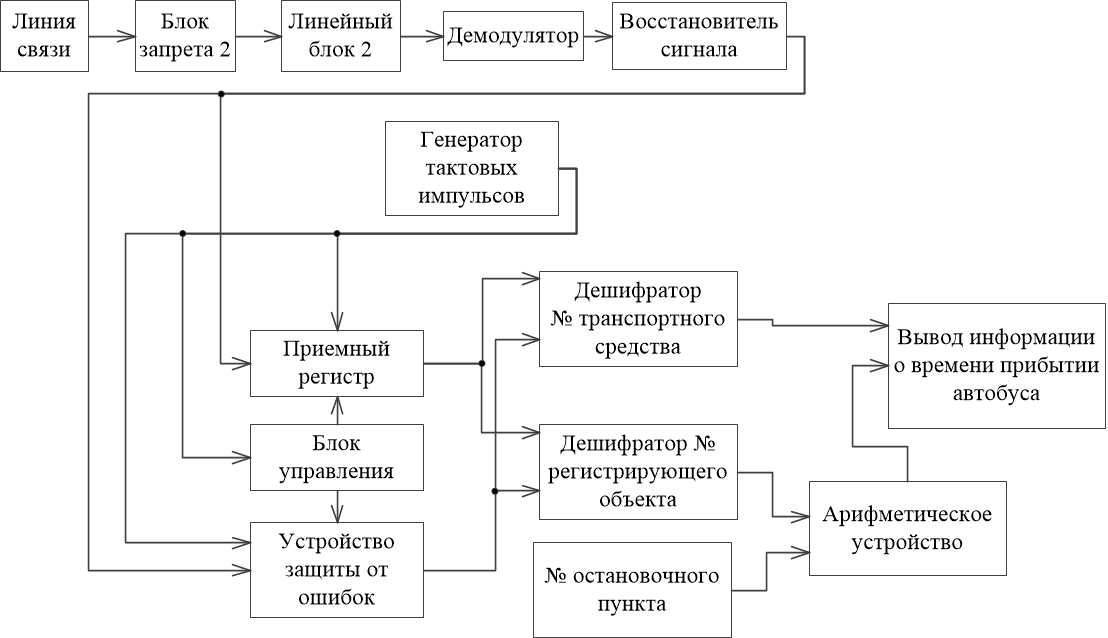 Линия
связи
Блок
запрета 2
Линейный
блок 2
Демодулятор
Восстановитель
сигнала
Генератор
тактовых
импульсов
Приемный
регистр
Блок
управления
Устройство
защиты от
ошибок
Дешифратор
№ транспортного
средства
Дешифратор №
регистрирующего
объекта
№ остановочного
пункта
Арифметическое
устройство
Вывод информации
о времени прибытии
автобуса